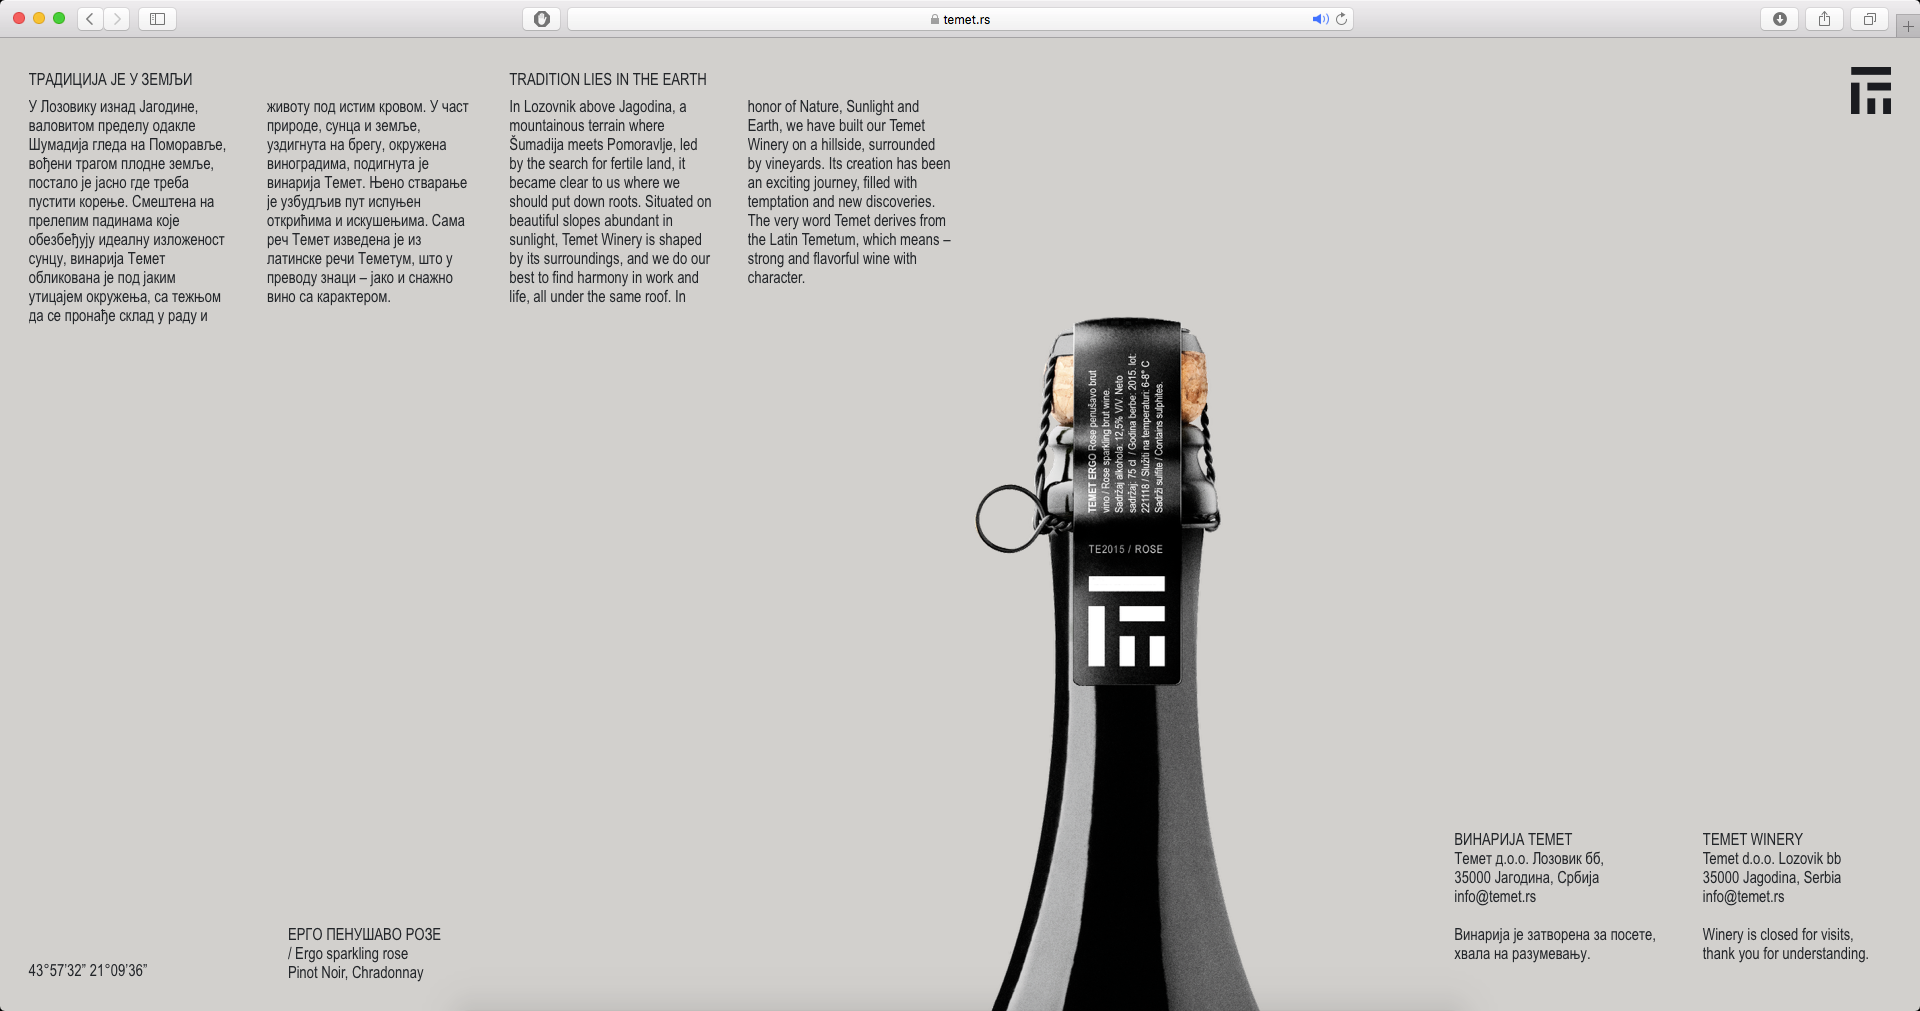 temet.rs
ТРАДИЦИЈА ЈЕ У ЗЕМЉИ
У Лозовику изнад Јагодине,
валовитом пределу одакле
Шумадија гледа на Поморавље,
вођени трагом плодне земље,
постало је јасно где треба
пустити корење. Смештена на
прелепим падинама које
обезбеђују идеалну изложеност
сунцу, винарија Темет
обликована је под јаким
утицајем окружења, са тежњом
да се пронађе склад у раду и
животу под истим кровом. У част
природе, сунца и земље,
уздигнута на брегу, окружена
виноградима, подигнута је
винарија Темет. Њено стварање
је узбудљив пут испуњен
открићима и искушењима. Сама
реч Темет изведена је из
латинске речи Теметум, што у
преводу знаци – јако и снажно
вино са карактером.
TRADITION LIES IN THE EARTH
In Lozovnik above Jagodina, a
mountainous terrain where
Šumadija meets Pomoravlje, led
by the search for fertile land, it
became clear to us where we
should put down roots. Situated on
beautiful slopes abundant in
sunlight, Temet Winery is shaped
by its surroundings, and we do our
best to find harmony in work and
life, all under the same roof. In
honor of Nature, Sunlight and
Earth, we have built our Temet
Winery on a hillside, surrounded
by vineyards. Its creation has been
an exciting journey, filled with
temptation and new discoveries.
The very word Temet derives from
the Latin Temetum, which means –
strong and flavorful wine with
character.
TEMET ERGO Rose penušavo brut
vino / Rose sparkling brut wine.
Sadržaj alkohola: 12,5% V/V. Neto
sadržaj: 75 cl / Godina berbe: 2015. lot:
221118 / Služiti na temperaturi: 6-8° C
Sadrži sulfite / Contains sulphites.
TE2015 / ROSE
ВИНАРИЈА ТЕМЕТ
Темет д.о.о. Лозовик бб,
35000 Јагодина, Србија
info@temet.rs
Винарија је затворена за посете,
хвала на разумевању.
TEMET WINERY
Temet d.o.o. Lozovik bb
35000 Jagodina, Serbia
info@temet.rs
Winery is closed for visits,
thank you for understanding.
ЕРГО ПЕНУШАВО РОЗЕ
/ Ergo sparkling rose
Pinot Noir, Chradonnay
43°57’32” 21°09’36”